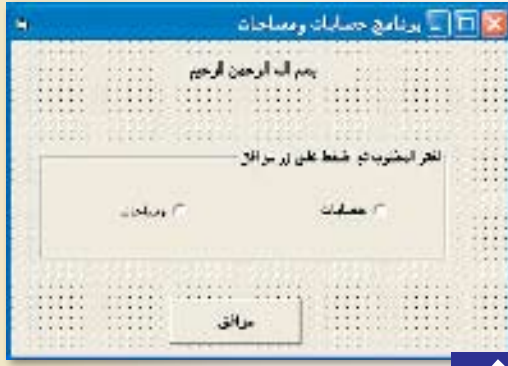 برنامج حسابات ومساحات
بسم الله الرحمن الرحيم
اختر المطلوب ثم اضغط على زر موافق
حسابات
مساحات
موافق